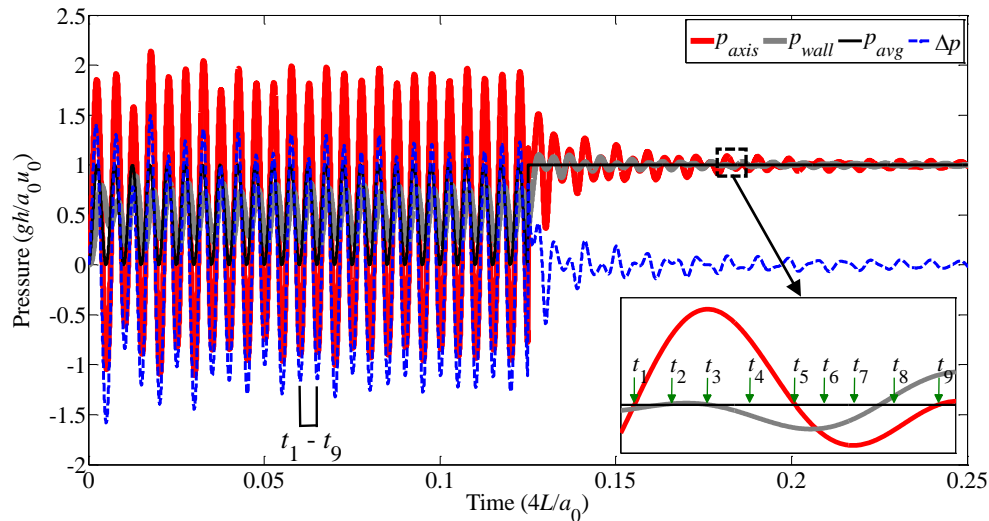 2.5
2
1.5
1
0.5
0
-0.5
-1
-1.5
-2
Pressure (gh/a₀u₀)
p_axis p_wall p_avg Δp
t₁ - t₉
t₁ t₂ t₃ t₄ t₅ t₆ t₇ t₈ t₉
0 0.05 0.1 0.15 0.2 0.25
Time (4L/a₀)